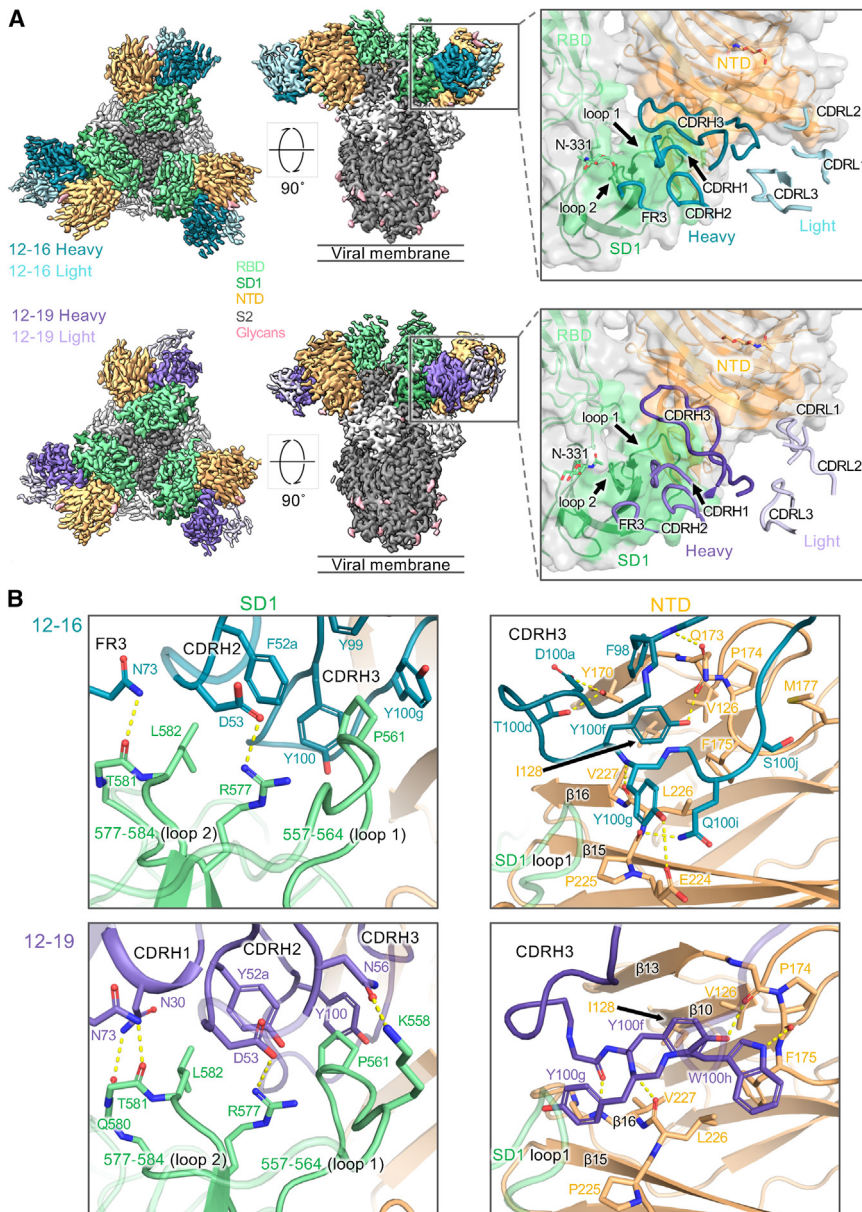 A
90°
Viral membrane
12-16 Heavy
12-16 Light
RBD
SD1
NTD
S2
Glycans
RBD
NTD
loop 1
CDRH3
CDRL2
N-331
CDRL1
CDRH1
CDRL3
loop 2
FR3
CDRH2
Light
Heavy
SD1
12-19 Heavy
12-19 Light
90°
Viral membrane
RBD
NTD
loop 1
CDRH3
CDRL1
N-331
CDRL2
loop 2
CDRH1
CDRL3
FR3
CDRH2
Heavy
Light
SD1
B
SD1
NTD
12-16
FR3
CDRH2
F52a
Y99
N73
CDRH3
D53
Y100g
L582
P561
Y100
T581
R577
577-584 (loop 2)
557-564 (loop 1)
CDRH3
Q173
D100a
F98
P174
Y170
M177
V126
T100d
Y100f
F175
S100j
I128
V227
L226
β16
Y100g
Q100i
SD1 loop1
β15
P225
E224
12-19
CDRH1
CDRH2
CDRH3
N56
Y52a
N30
Y100
N73
K558
D53
P561
L582
T581
R577
Q580
577-584 (loop 2)
557-564 (loop 1)
CDRH3
β13
P174
V126
I128
β10
Y100f
F175
Y100g
W100h
V227
β16
SD1 loop1
L226
β15
P225